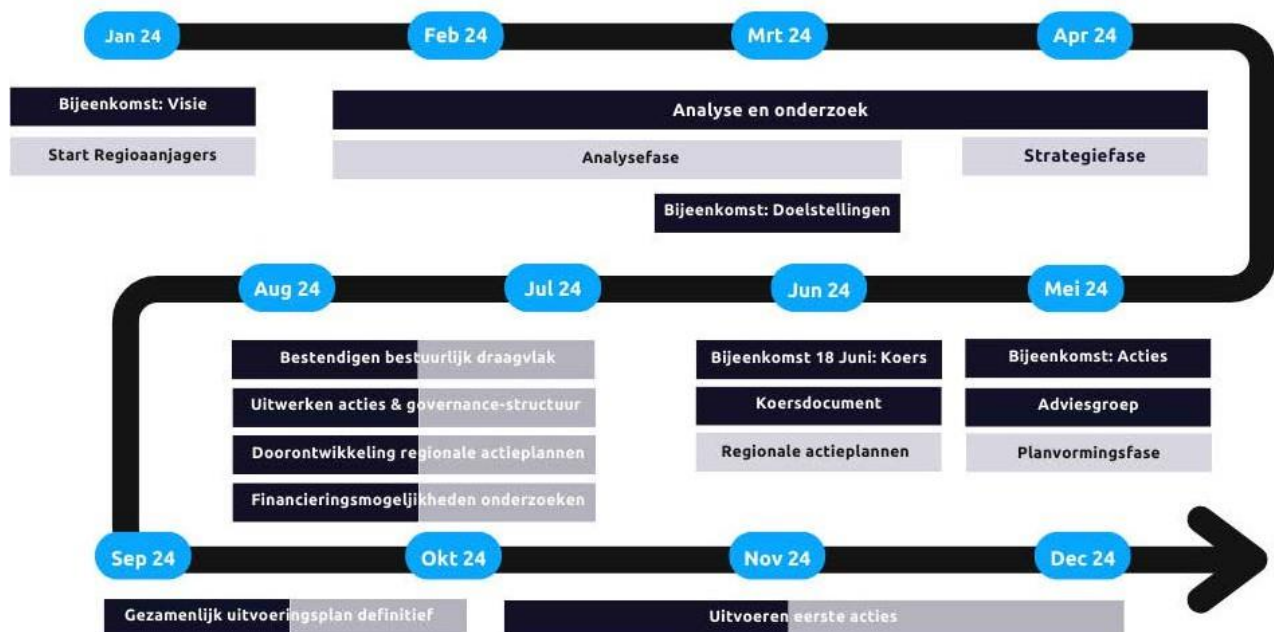 Jan 24
Feb 24
Mrt 24
Apr 24
Bijeenkomst: Visie
Analyse en onderzoek
Start Regioaanjagers
Analysefase
Strategiefase
Bijeenkomst: Doelstellingen
Aug 24
Jul 24
Jun 24
Mei 24
Bestendigen bestuurlijk draagvlak
Bijeenkomst 18 Juni: Koers
Bijeenkomst: Acties
Uitwerken acties & governance-structuur
Koersdocument
Adviesgroep
Doorontwikkeling regionale actieplannen
Regionale actieplannen
Planvormingsfase
Financieringsmogeljkheden onderzoeken
Sep 24
Okt 24
Nov 24
Dec 24
Gezamenlijk uitvoeringsplan definitief
Uitvoeren eerste acties